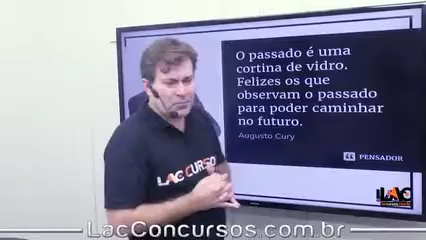 O passado é uma
cortina de vidro.
Felizes os que
observam o passado
para poder caminhar
no futuro.
Augusto Cury
PENSADOR
LAC
LAC CURSO
LacConcursos.com.br